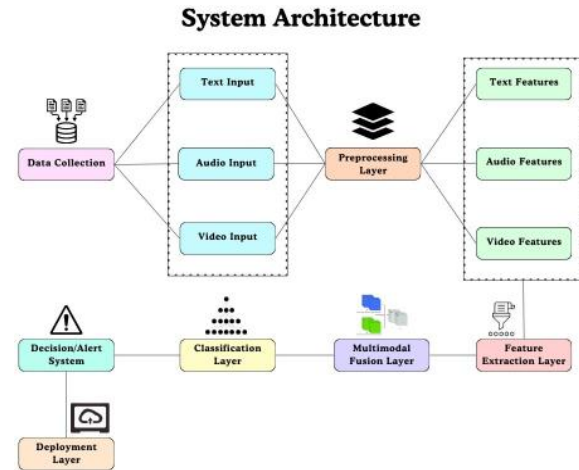 System Architecture
Text Input
Text Features
Data Collection
Audio Input
Preprocessing
Layer
Audio Features
Video Input
Video Features
Decision/Alert
System
Classification
Layer
Multimodal
Fusion Layer
Feature
Extraction Layer
Deployment
Layer